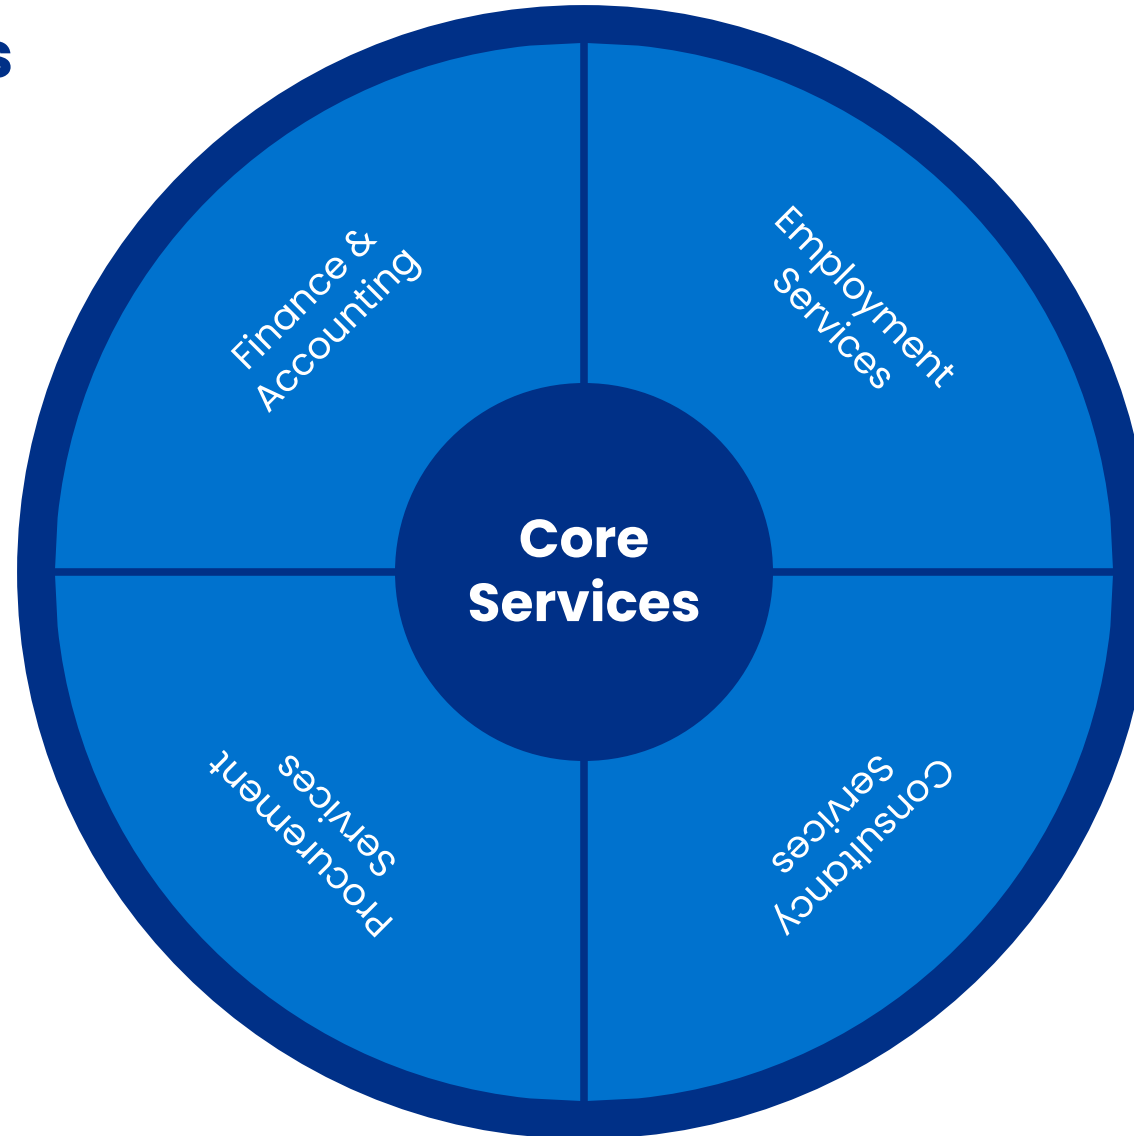 s
Finance &
Accounting
Employment
Services
Core
Services
Procurement
Services
Consultancy
Services